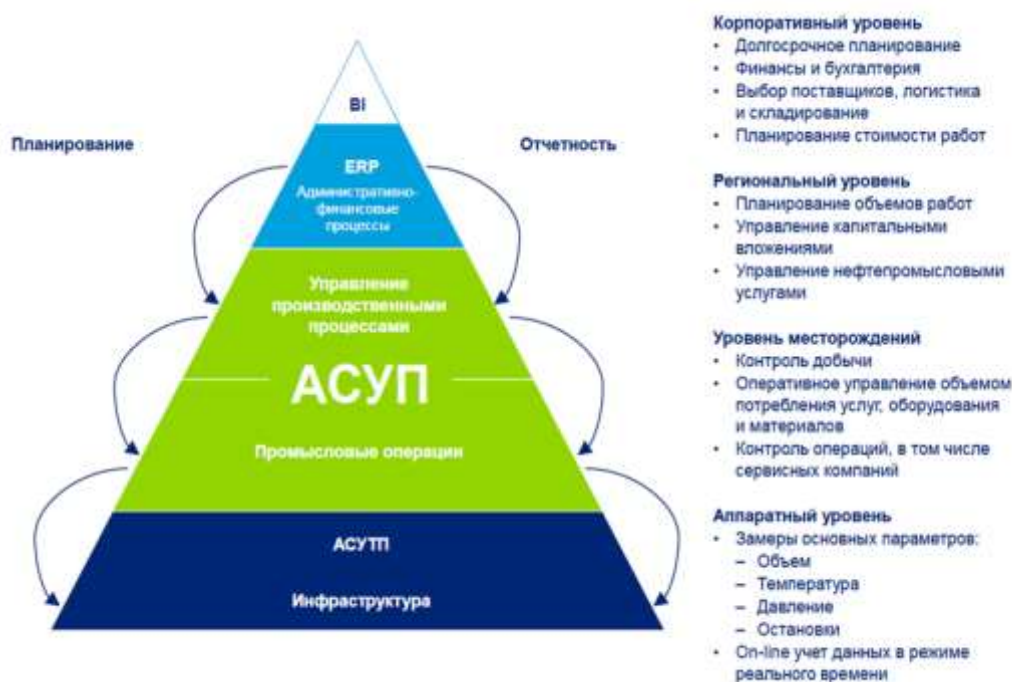 BI
Планирование
Отчетность
ERP
Административно-
финансовые
процессы
Управление
производственными
процессами
АСУП
Промысловые операции
АСУТП
Инфраструктура
Корпоративный уровень
• Долгосрочное планирование
• Финансы и бухгалтерия
• Выбор поставщиков, логистика
и складирование
• Планирование стоимости работ
Региональный уровень
• Планирование объемов работ
• Управление капитальными
вложениями
• Управление нефтепромысловыми
услугами
Уровень месторождений
• Контроль добычи
• Оперативное управление объемом
потребления услуг, оборудования
и материалов
• Контроль операций, в том числе
сервисных компаний
Аппаратный уровень
• Замеры основных параметров:
– Объем
– Температура
– Давление
– Остановки
• On-line учет данных в режиме
реального времени